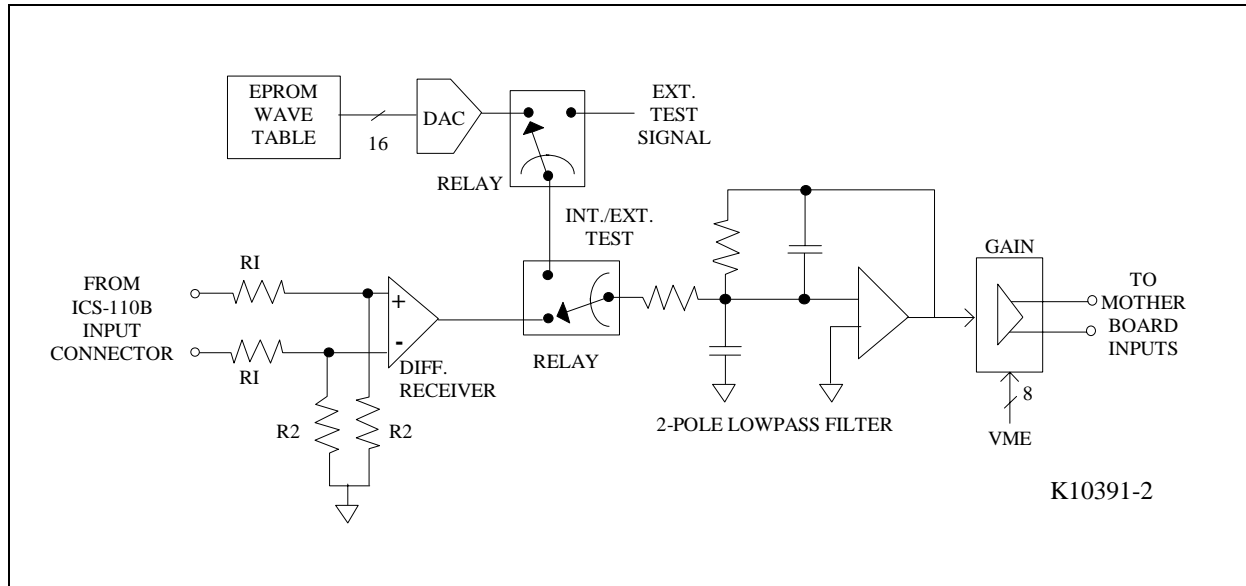 EPROM
WAVE
TABLE
16
DAC
EXT.
TEST
SIGNAL
RELAY
INT./EXT.
TEST
FROM
ICS-110B
INPUT
CONNECTOR
RI
RI
+
-
DIFF.
RECEIVER
R2
R2
RELAY
2-POLE LOWPASS FILTER
GAIN
TO
MOTHER
BOARD
INPUTS
8
VME
K10391-2